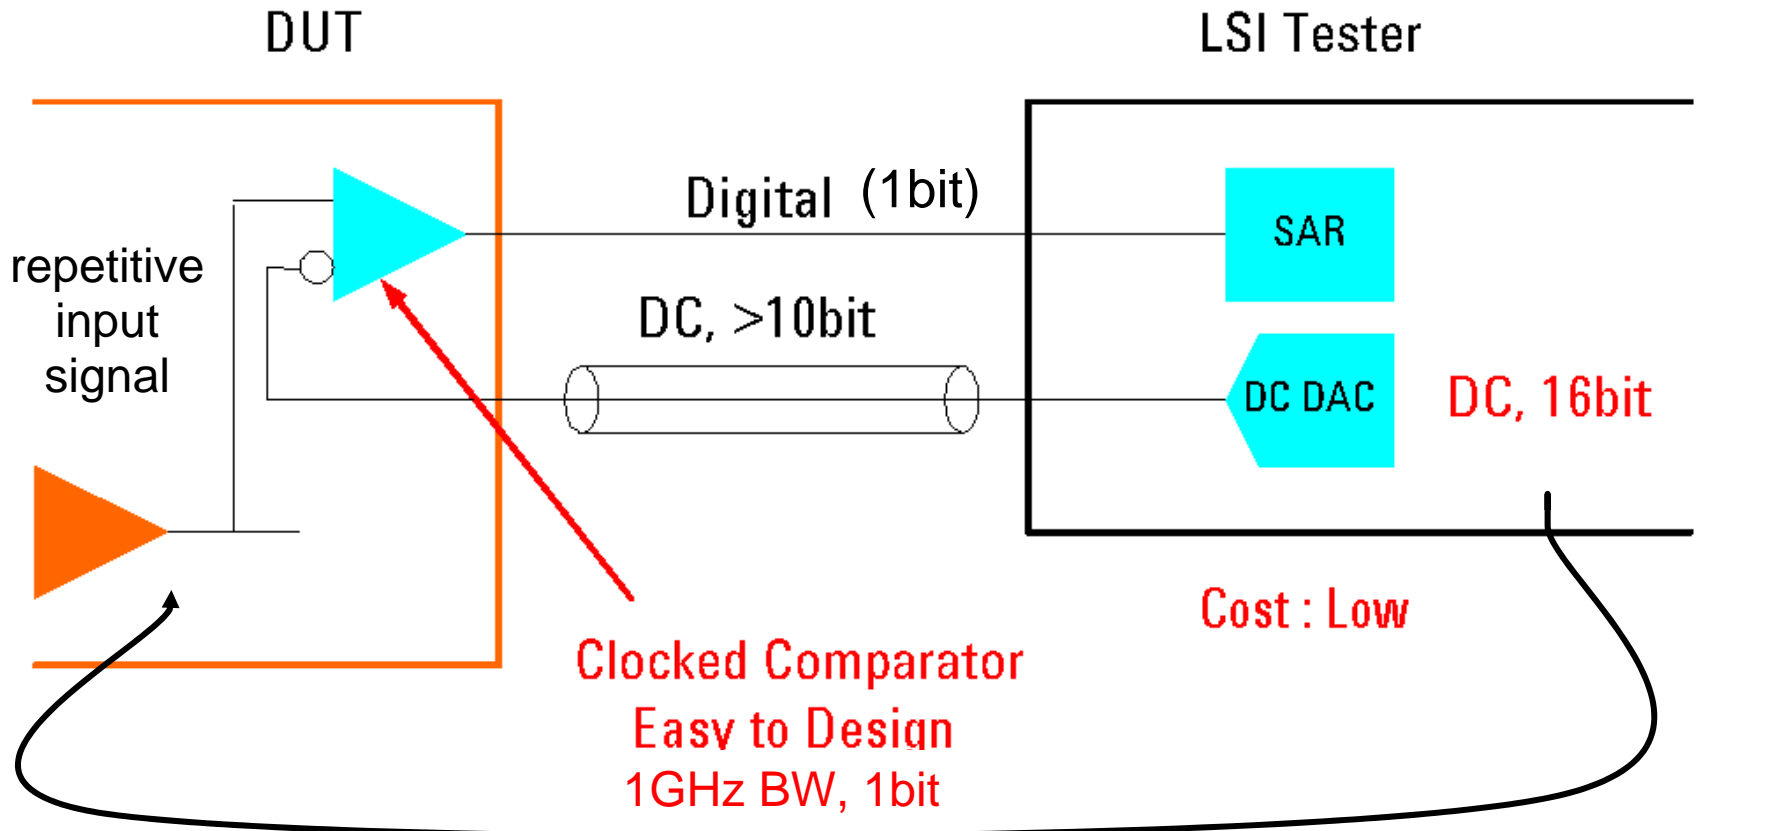 DUT
LSI Tester
Digital (1bit)
SAR
repetitive
input
signal
DC, >10bit
DC DAC
DC, 16bit
Cost : Low
Clocked Comparator
Easy to Design
1GHz BW, 1bit